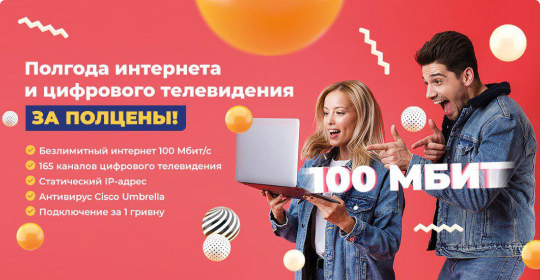 Полгода интернета
и цифрового телевидения
ЗА ПОЛЦЕНЫ!
Безлимитный интернет 100 Мбит/с
165 каналов цифрового телевидения
Статический IP-адрес
Антивирус Cisco Umbrella
Подключение за 1 гривну
100 МБИТ